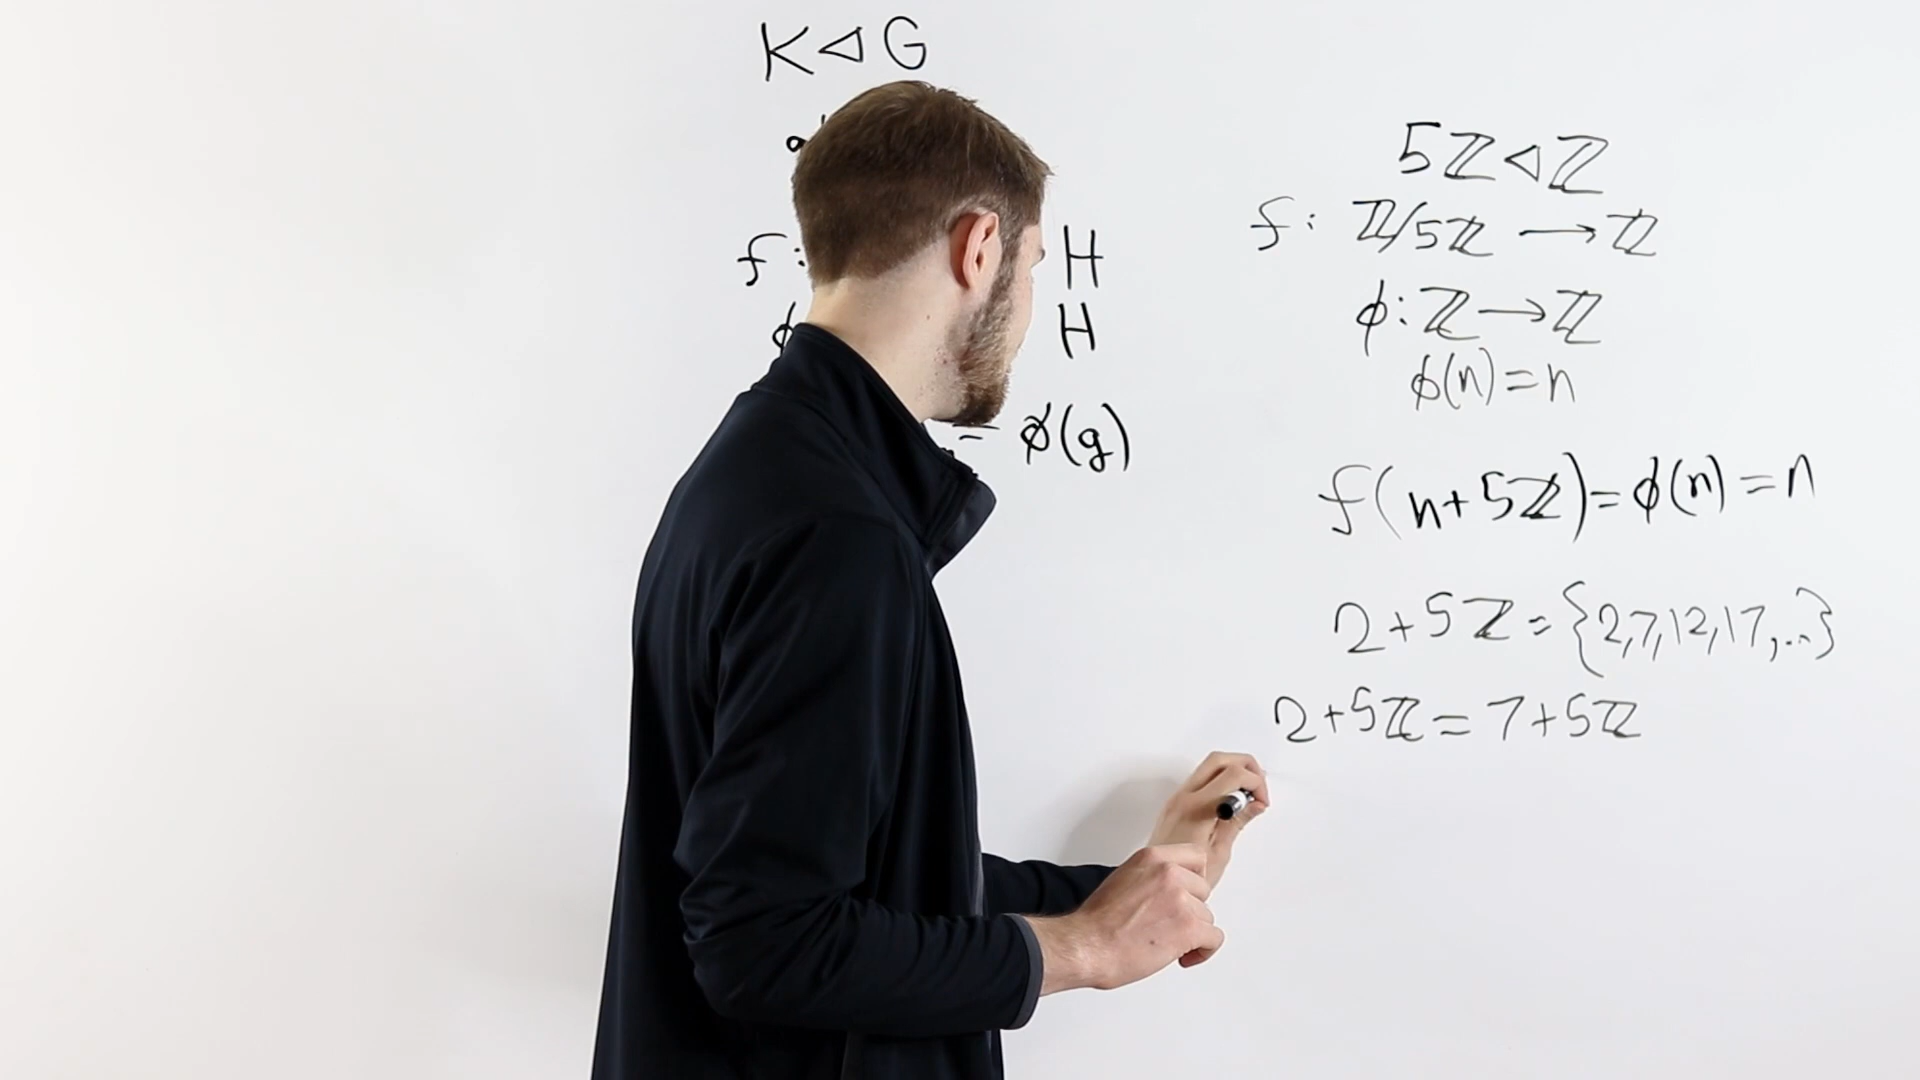 K ◁ G
f:
H
H
= ϕ(g)
5ℤ ◁ ℤ
f: ℤ/5ℤ → ℤ
ϕ: ℤ → ℤ
ϕ(n) = n
f(n+5ℤ) = ϕ(n) = n
2+5ℤ = {2,7,12,17,...}
2+5ℤ = 7+5ℤ